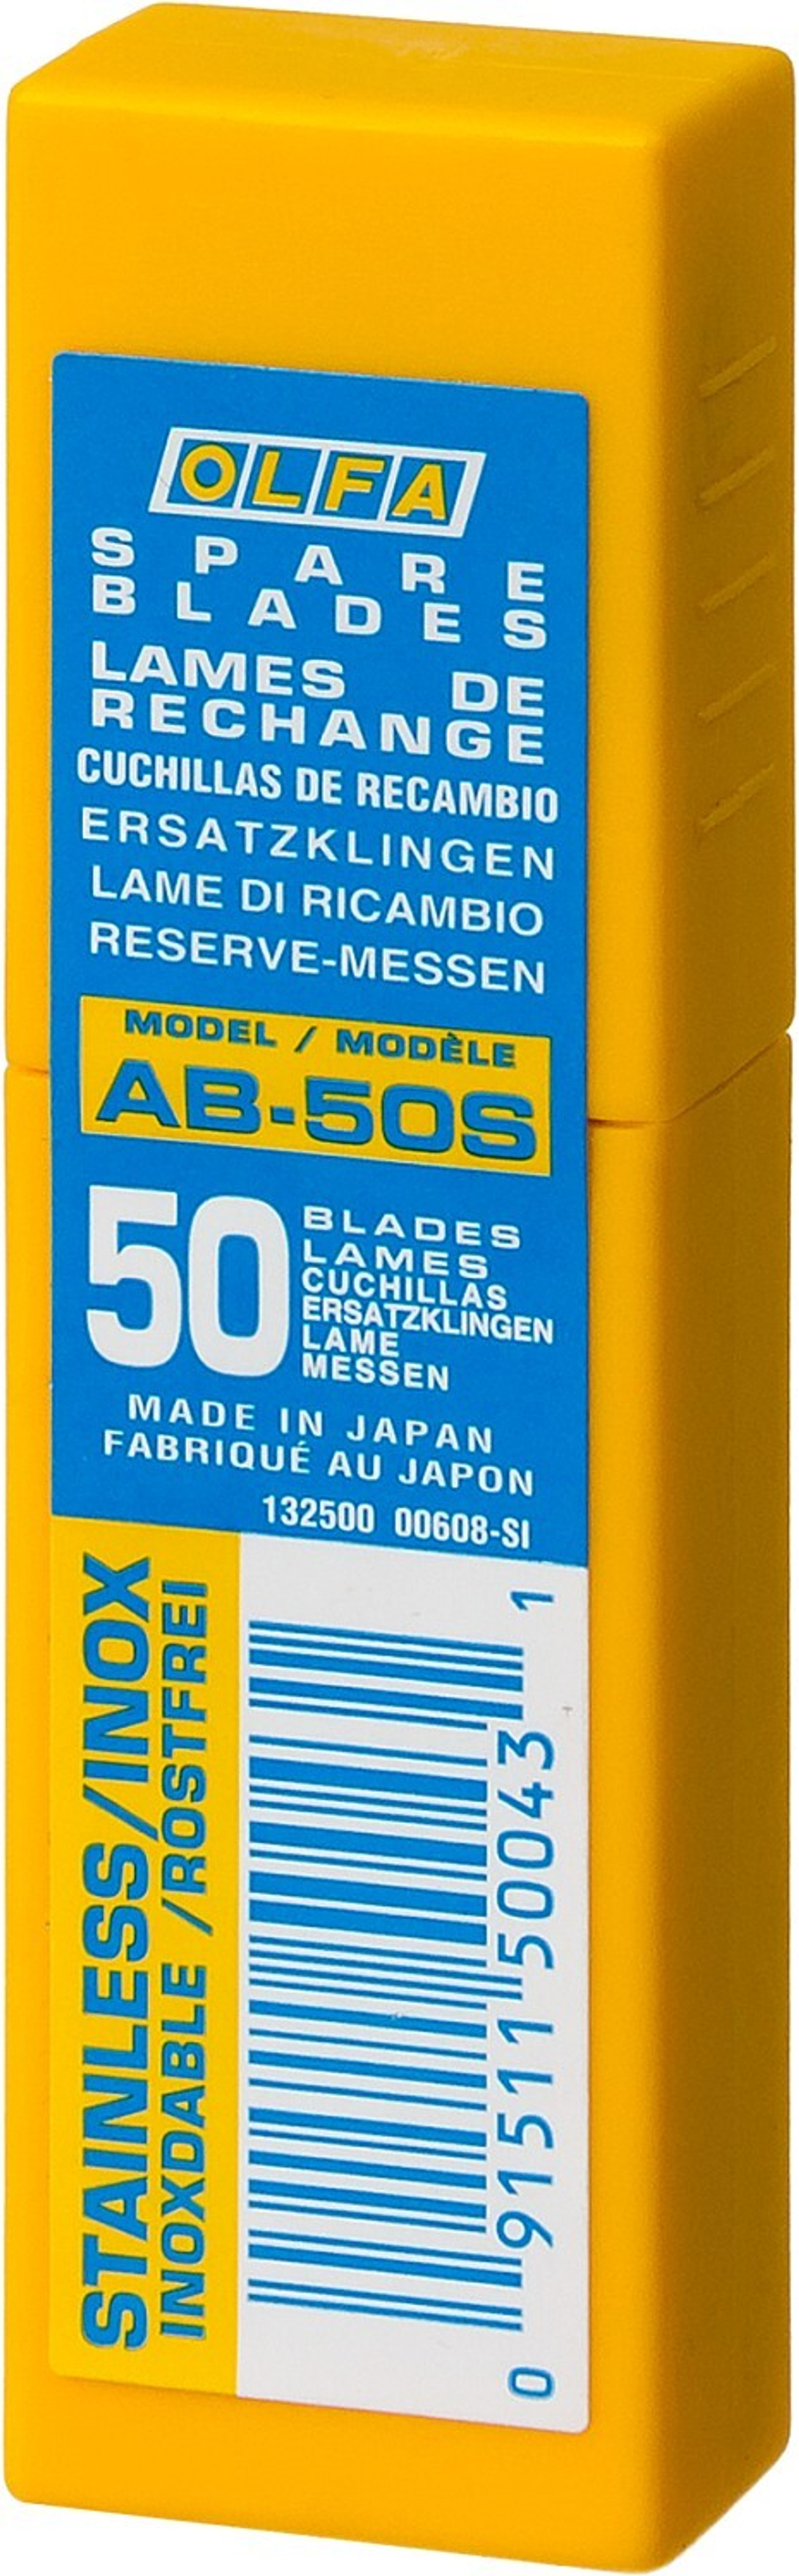 OLFA
SPARE
BLADES
LAMES DE
RECHANGE
CUCHILLAS DE RECAMBIO
ERSATZKLINGEN
LAME DI RICAMBIO
RESERVE-MESSEN
MODEL / MODÈLE
AB-50S
50
BLADES
LAMES
CUCHILLAS
ERSATZKLINGEN
LAME
MESSEN
MADE IN JAPAN
FABRIQUÉ AU JAPON
132500 00608-SI
STAINLESS/INOX
INOXDABLE /ROSTFREI
0 91511 50043 1